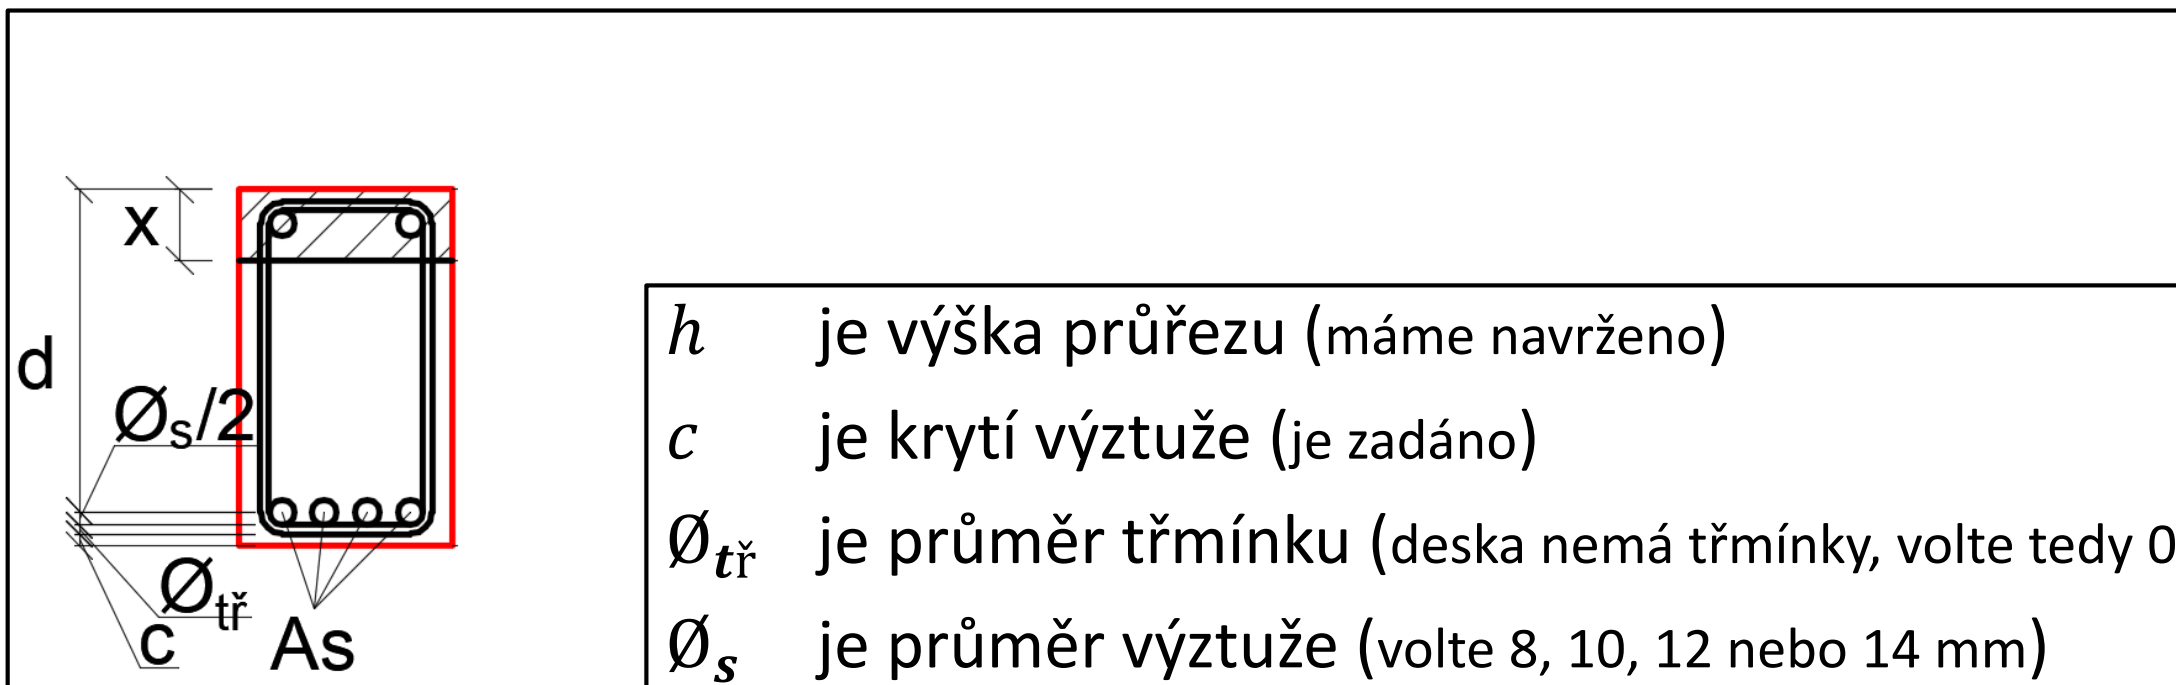 x
d
Øs/2
Øtř
c
As
h je výška průřezu (máme navrženo)
c je krytí výztuže (je zadáno)
Øtř je průměr třmínku (deska nemá třmínky, volte tedy 0
Øs je průměr výztuže (volte 8, 10, 12 nebo 14 mm)